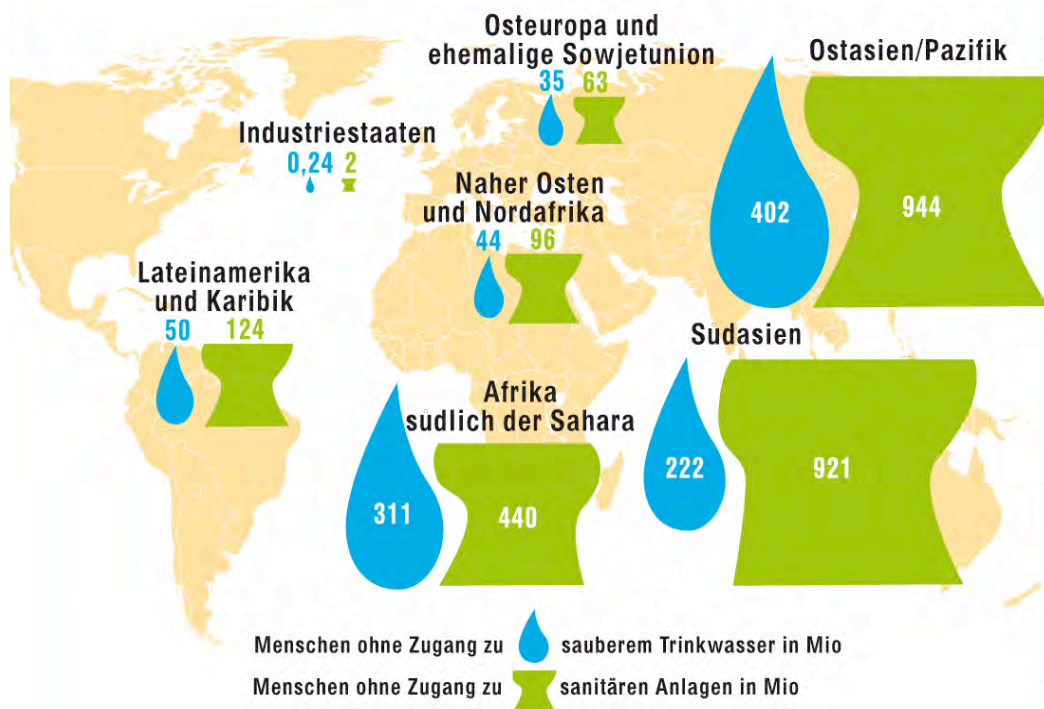 Osteuropa und
ehemalige Sowjetunion
35 63
Ostasien/Pazifik
402 944
Industriestaaten
0,24 2
Naher Osten
und Nordafrika
44 96
Lateinamerika
und Karibik
50 124
Sudasien
222 921
Afrika
sudlich der Sahara
311 440
Menschen ohne Zugang zu sauberem Trinkwasser in Mio
Menschen ohne Zugang zu sanitären Anlagen in Mio